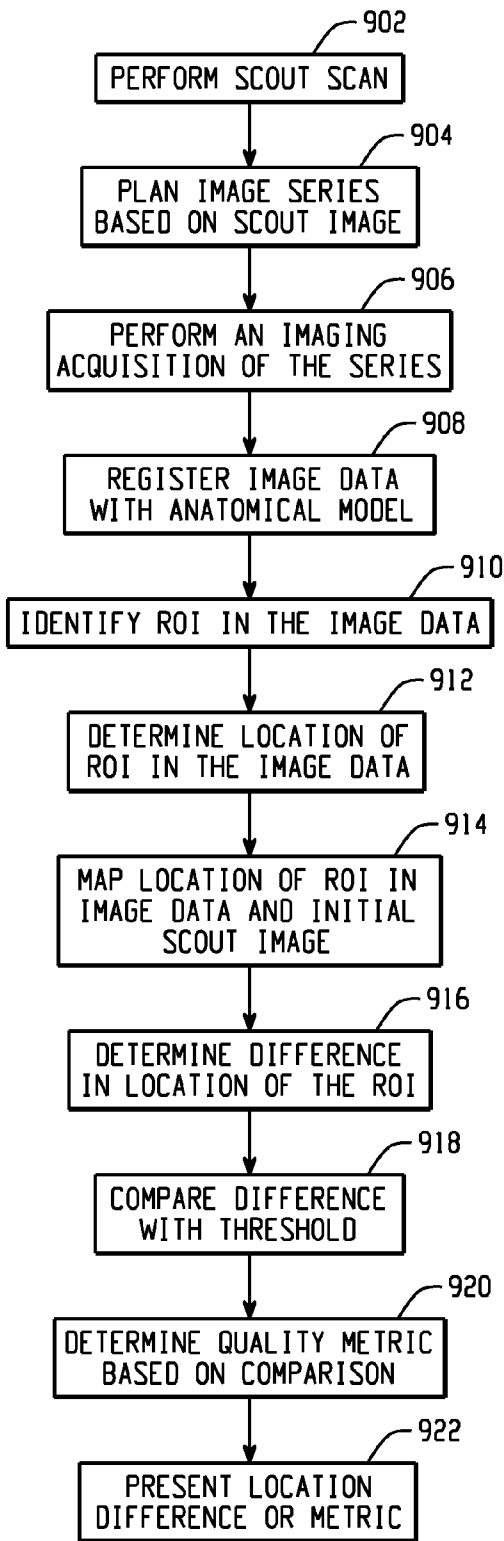 902
PERFORM SCOUT SCAN
904
PLAN IMAGE SERIES
BASED ON SCOUT IMAGE
906
PERFORM AN IMAGING
ACQUISITION OF THE SERIES
908
REGISTER IMAGE DATA
WITH ANATOMICAL MODEL
910
IDENTIFY ROI IN THE IMAGE DATA
912
DETERMINE LOCATION OF
ROI IN THE IMAGE DATA
914
MAP LOCATION OF ROI IN
IMAGE DATA AND INITIAL
SCOUT IMAGE
916
DETERMINE DIFFERENCE
IN LOCATION OF THE ROI
918
COMPARE DIFFERENCE
WITH THRESHOLD
920
DETERMINE QUALITY METRIC
BASED ON COMPARISON
922
PRESENT LOCATION
DIFFERENCE OR METRIC